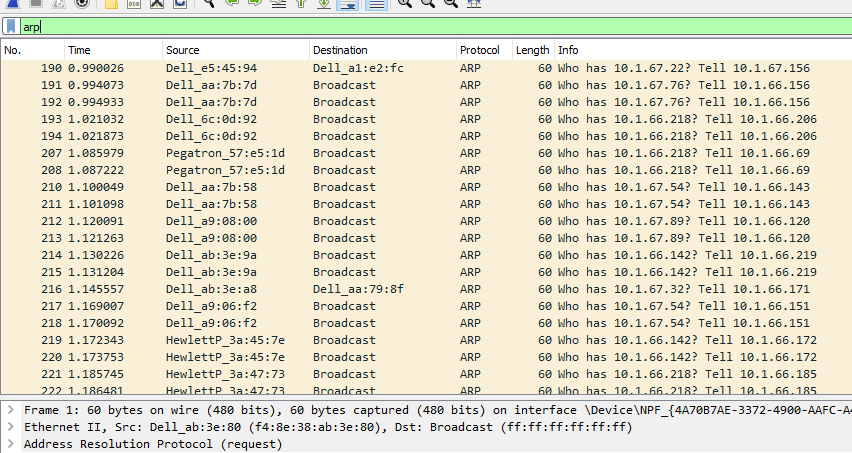 arp
No. Time Source Destination Protocol Length Info
190 0.990026 Dell_e5:45:94 Dell_a1:e2:fc ARP 60 Who has 10.1.67.22? Tell 10.1.67.156
191 0.994073 Dell_aa:7b:7d Broadcast ARP 60 Who has 10.1.67.76? Tell 10.1.66.156
192 0.994933 Dell_aa:7b:7d Broadcast ARP 60 Who has 10.1.67.76? Tell 10.1.66.156
193 1.021032 Dell_6c:0d:92 Broadcast ARP 60 Who has 10.1.66.218? Tell 10.1.66.206
194 1.021873 Dell_6c:0d:92 Broadcast ARP 60 Who has 10.1.66.218? Tell 10.1.66.206
207 1.085979 Pegatron_57:e5:1d Broadcast ARP 60 Who has 10.1.66.218? Tell 10.1.66.69
208 1.087222 Pegatron_57:e5:1d Broadcast ARP 60 Who has 10.1.66.218? Tell 10.1.66.69
210 1.100049 Dell_aa:7b:58 Broadcast ARP 60 Who has 10.1.67.54? Tell 10.1.66.143
211 1.101098 Dell_aa:7b:58 Broadcast ARP 60 Who has 10.1.67.54? Tell 10.1.66.143
212 1.120091 Dell_a9:08:00 Broadcast ARP 60 Who has 10.1.67.89? Tell 10.1.66.120
213 1.121263 Dell_a9:08:00 Broadcast ARP 60 Who has 10.1.67.89? Tell 10.1.66.120
214 1.130226 Dell_ab:3e:9a Broadcast ARP 60 Who has 10.1.66.142? Tell 10.1.66.219
215 1.131204 Dell_ab:3e:9a Broadcast ARP 60 Who has 10.1.66.142? Tell 10.1.66.219
216 1.145557 Dell_ab:3e:a8 Dell_aa:79:8f ARP 60 Who has 10.1.67.32? Tell 10.1.66.171
217 1.169007 Dell_a9:06:f2 Broadcast ARP 60 Who has 10.1.67.54? Tell 10.1.66.151
218 1.170092 Dell_a9:06:f2 Broadcast ARP 60 Who has 10.1.67.54? Tell 10.1.66.151
219 1.172343 HewlettP_3a:45:7e Broadcast ARP 60 Who has 10.1.66.142? Tell 10.1.66.172
220 1.173753 HewlettP_3a:45:7e Broadcast ARP 60 Who has 10.1.66.142? Tell 10.1.66.172
221 1.185745 HewlettP_3a:47:73 Broadcast ARP 60 Who has 10.1.66.218? Tell 10.1.66.185
222 1.186481 HewlettP_3a:47:73 Broadcast ARP 60 Who has 10.1.66.218? Tell 10.1.66.185
Frame 1: 60 bytes on wire (480 bits), 60 bytes captured (480 bits) on interface \Device\NPF_{4A70B7AE-3372-4900-AAFC-A4
Ethernet II, Src: Dell_ab:3e:80 (f4:8e:38:ab:3e:80), Dst: Broadcast (ff:ff:ff:ff:ff:ff)
Address Resolution Protocol (request)